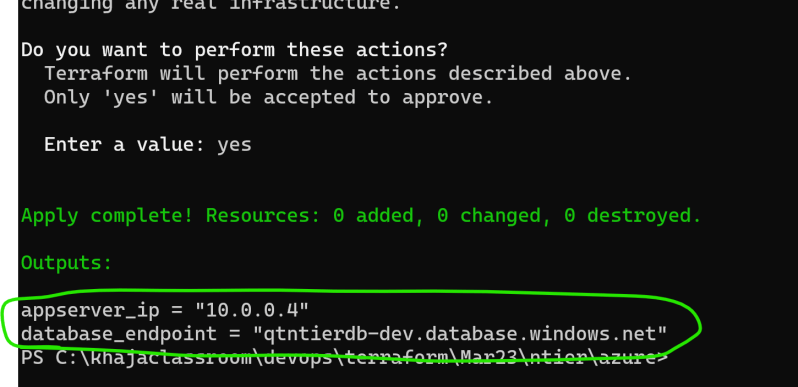 changing any real infrastructure.
Do you want to perform these actions?
Terraform will perform the actions described above.
Only 'yes' will be accepted to approve.
Enter a value: yes
Apply complete! Resources: 0 added, 0 changed, 0 destroyed.
Outputs:
appserver_ip = "10.0.0.4"
database_endpoint = "qtntierdb-dev.database.windows.net"
PS C:\khajaclassroom\devops\terraform\Mar23\ntier\azure>